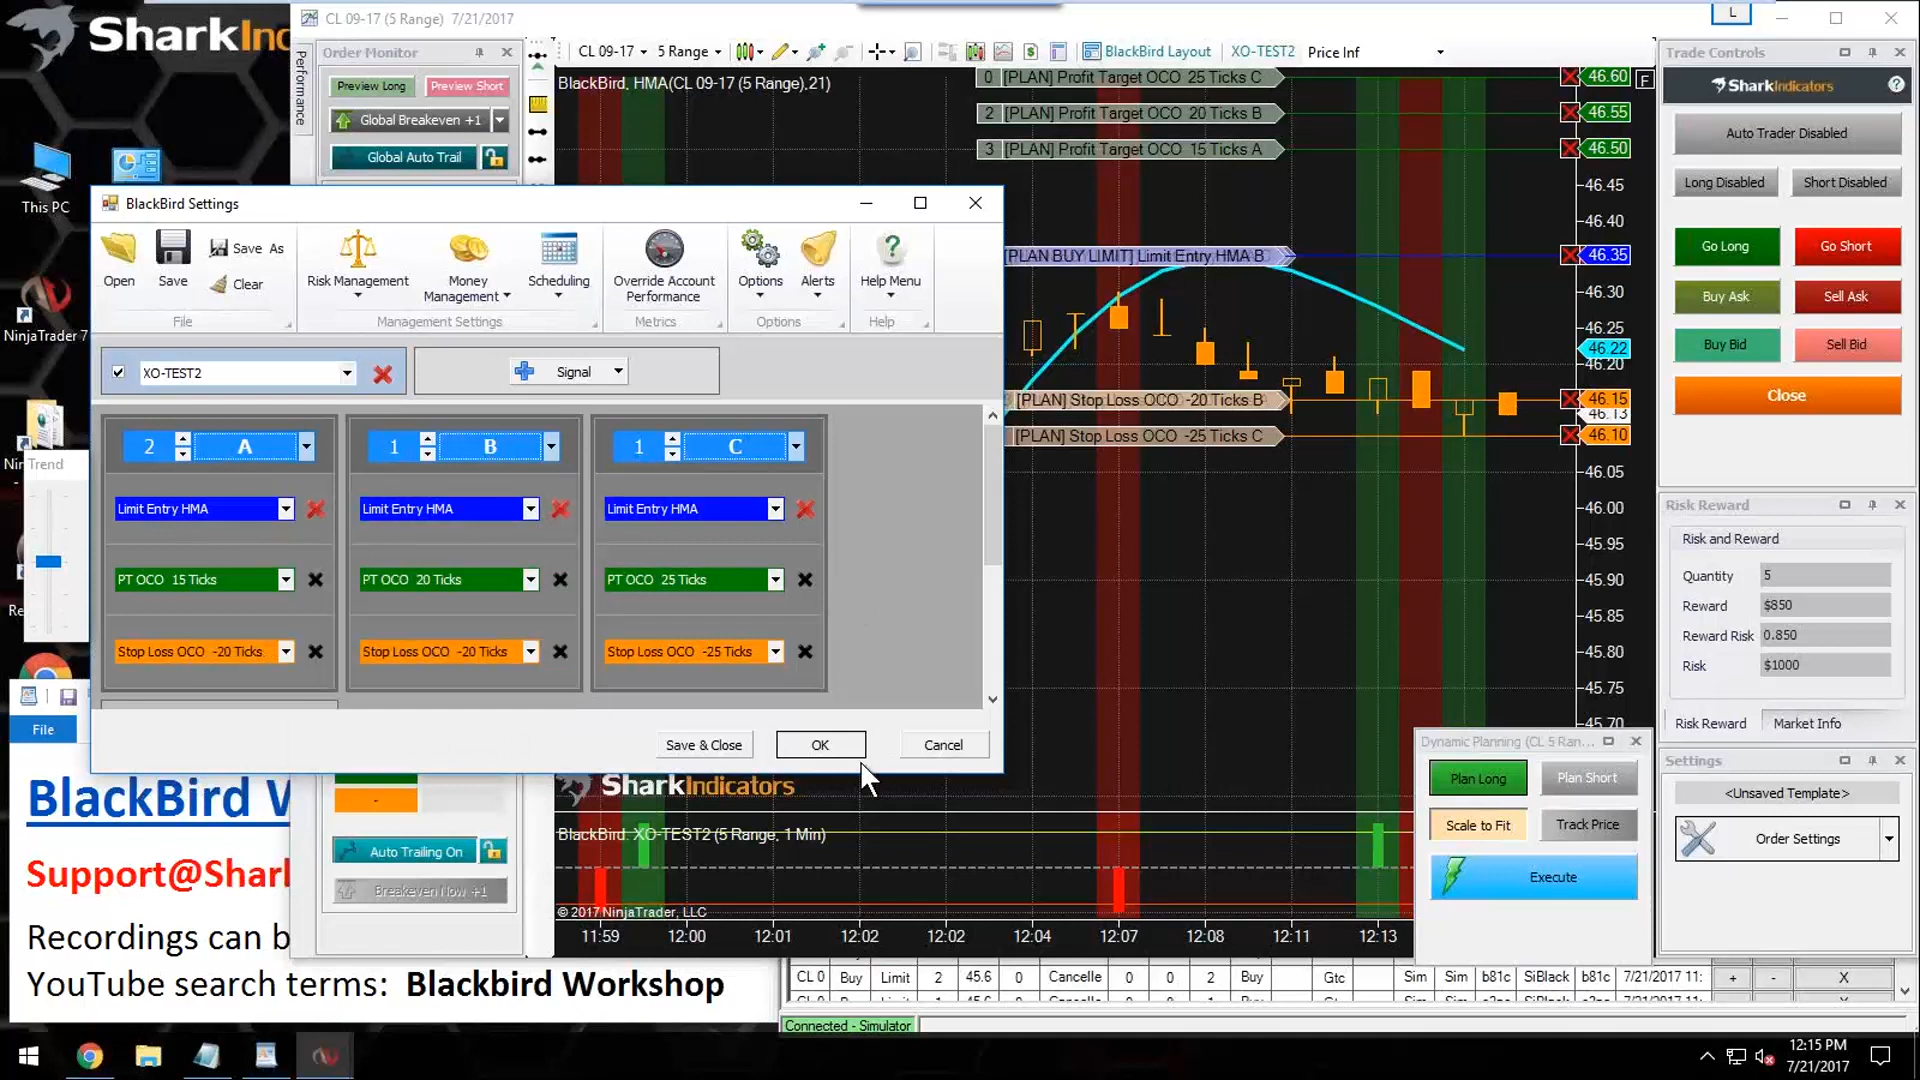 SharkInd
This PC
NinjaTrader 7
Nin
Trend
Re
File
BlackBird W
Support@Shark
Recordings can b
YouTube search terms:  Blackbird Workshop
CL 09-17 (5 Range)  7/21/2017
L
Performance
Order Monitor
Preview Long
Preview Short
Global Breakeven +1
Global Auto Trail
CL 09-17
5 Range
BlackBird Layout
XO-TEST2
Price Inf
BlackBird, HMA(CL 09-17 (5 Range),21)
0 [PLAN] Profit Target OCO  25 Ticks C
2 [PLAN] Profit Target OCO  20 Ticks B
3 [PLAN] Profit Target OCO  15 Ticks A
[PLAN BUY LIMIT] Limit Entry HMA B
[PLAN] Stop Loss OCO  -20 Ticks B
[PLAN] Stop Loss OCO  -25 Ticks C
F
46.60
46.55
46.50
46.45
46.40
46.35
46.30
46.25
46.22
46.20
46.15
46.13
46.10
46.05
46.00
45.95
45.90
45.85
45.80
45.75
45.70
BlackBird Settings
Open
Save
Save As
Clear
File
Risk Management
Money Management
Scheduling
Management Settings
Override Account Performance
Metrics
Options
Alerts
Options
Help Menu
Help
XO-TEST2
Signal
2 A
1 B
1 C
Limit Entry HMA
Limit Entry HMA
Limit Entry HMA
PT OCO  15 Ticks
PT OCO  20 Ticks
PT OCO  25 Ticks
Stop Loss OCO  -20 Ticks
Stop Loss OCO  -20 Ticks
Stop Loss OCO  -25 Ticks
Save & Close
OK
Cancel
-
Auto Trailing On
Breakeven Now +1
SharkIndicators
BlackBird. XO-TEST2 (5 Range, 1 Min)
© 2017 NinjaTrader, LLC
11:59 12:00 12:01 12:02 12:02 12:04 12:07 12:08 12:11 12:13
Dynamic Planning (CL 5 Ran...
Plan Long
Plan Short
Scale to Fit
Track Price
Execute
Trade Controls
SharkIndicators
Auto Trader Disabled
Long Disabled
Short Disabled
Go Long
Go Short
Buy Ask
Sell Ask
Buy Bid
Sell Bid
Close
Risk Reward
Risk and Reward
Quantity 5
Reward $850
Reward Risk 0.850
Risk $1000
Risk Reward
Market Info
Settings
<Unsaved Template>
Order Settings
CL 0 Buy Limit 2 45.6 0 Cancelle 0 0 2 Buy Gtc Sim Sim b81c SiBlack b81c 7/21/2017 11: + - X
Connected - Simulator
12:15 PM
7/21/2017